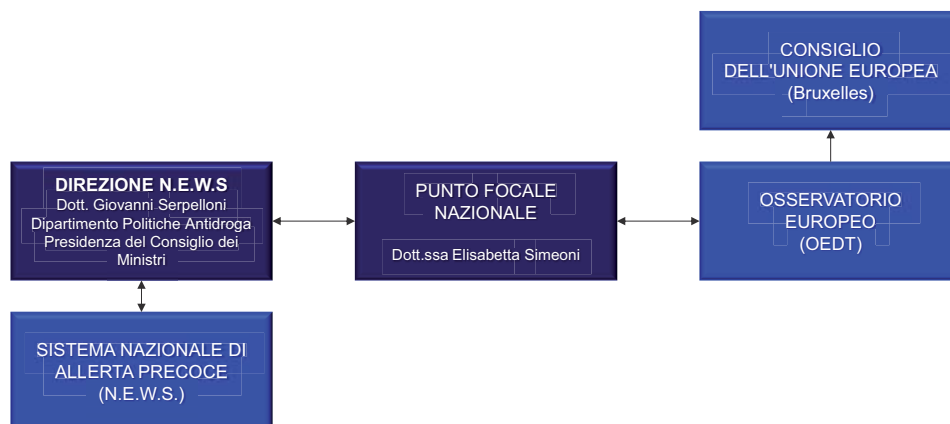 CONSIGLIO
DELL'UNIONE EUROPEA
(Bruxelles)
DIREZIONE N.E.W.S
Dott. Giovanni Serpelloni
Dipartimento Politiche Antidroga
Presidenza del Consiglio dei
Ministri
PUNTO FOCALE
NAZIONALE
Dott.ssa Elisabetta Simeoni
OSSERVATORIO
EUROPEO
(OEDT)
SISTEMA NAZIONALE DI
ALLERTA PRECOCE
(N.E.W.S.)